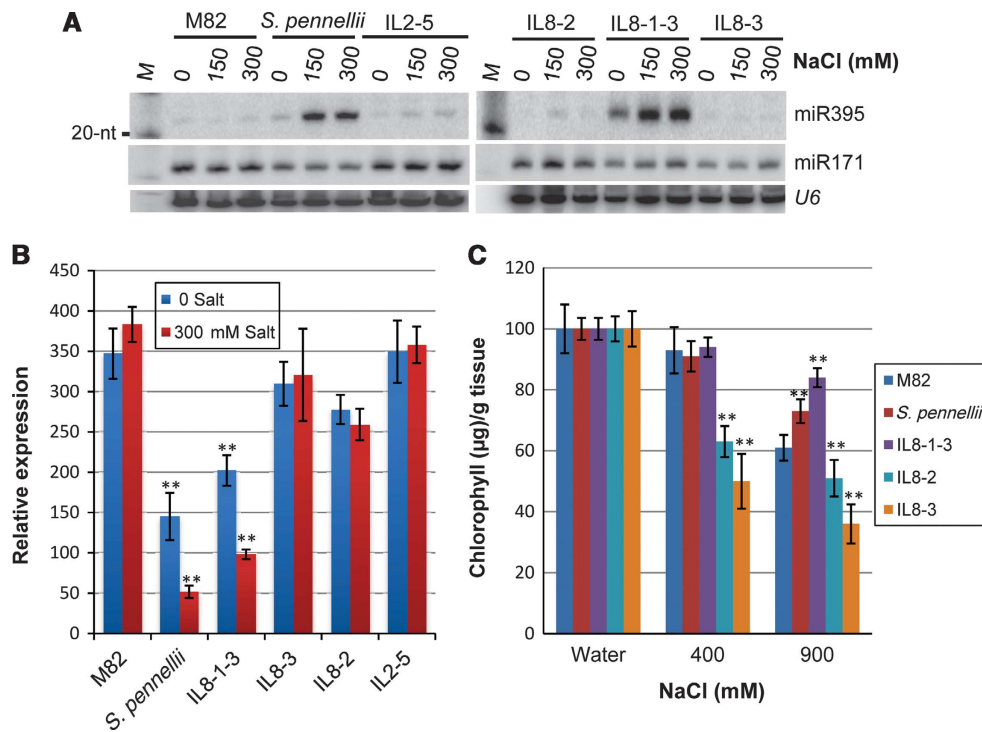 A
M82
S. pennellii
IL2-5
IL8-2
IL8-1-3
IL8-3
M
0
150
300
0
150
300
0
150
300
M
0
150
300
0
150
300
0
150
300
NaCl (mM)
20-nt
miR395
miR171
U6
B
Relative expression
450
400
350
300
250
200
150
100
50
0
0 Salt
300 mM Salt
**
**
**
**
M82
S. pennellii
IL8-1-3
IL8-3
IL8-2
IL2-5
C
Chlorophyll (µg)/g tissue
120
100
80
60
40
20
0
**
**
**
**
**
**
Water
400
900
NaCl (mM)
M82
S. pennellii
IL8-1-3
IL8-2
IL8-3